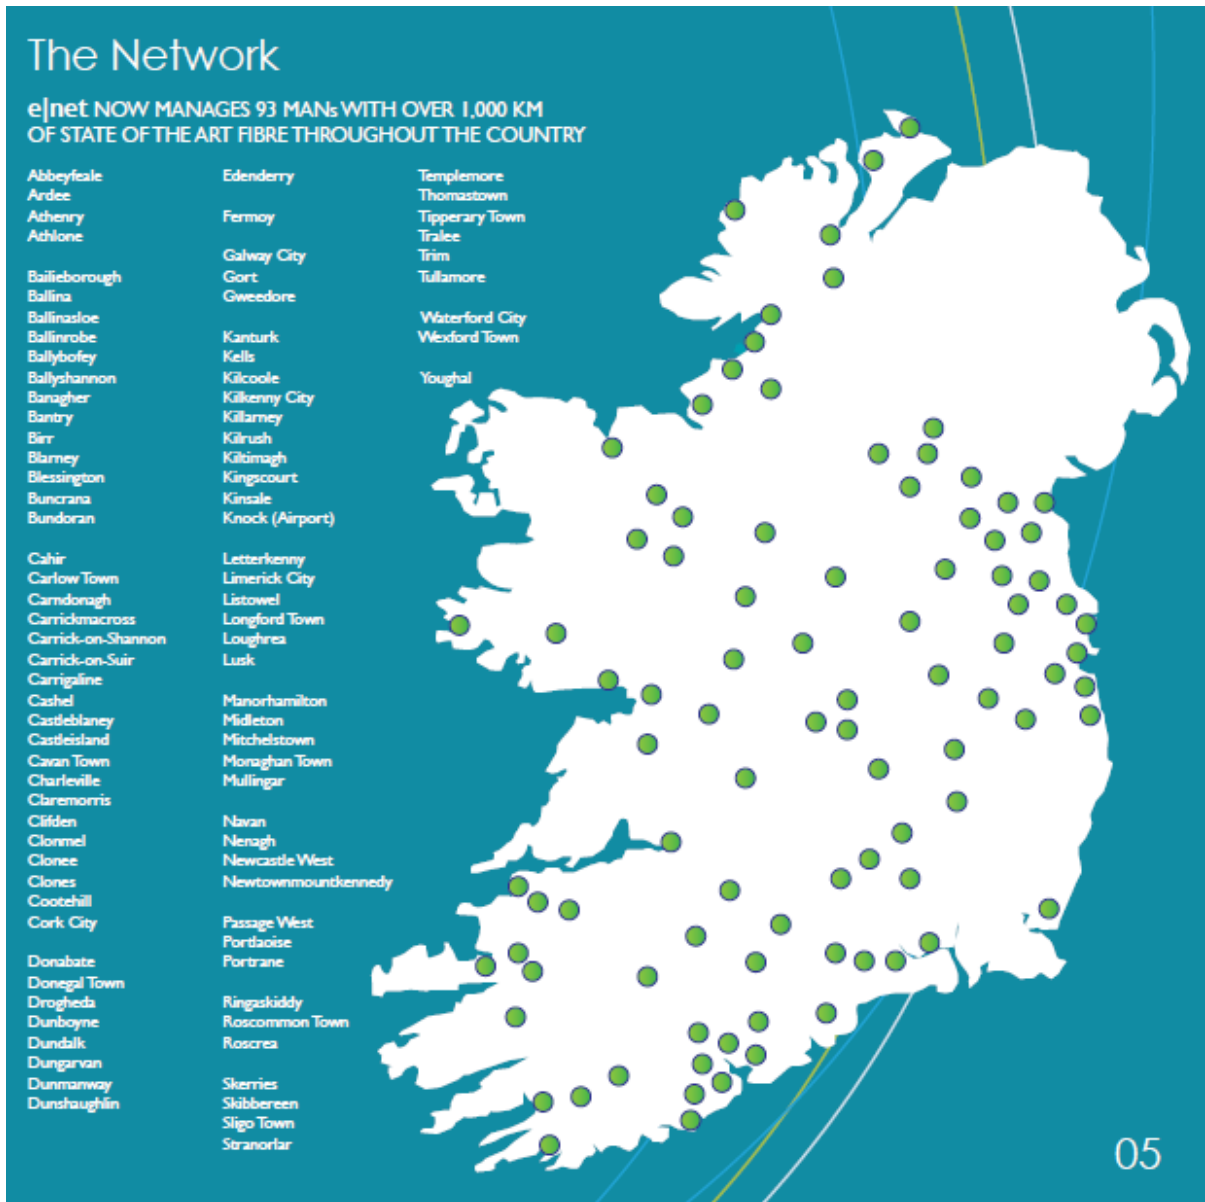 The Network
e|net NOW MANAGES 93 MANs WITH OVER 1,000 KM
OF STATE OF THE ART FIBRE THROUGHOUT THE COUNTRY
Abbeyfeale
Ardee
Athenry
Athlone
Bailieborough
Ballina
Ballinasloe
Ballinrobe
Ballybofey
Ballyshannon
Banagher
Bantry
Birr
Blarney
Blessington
Buncrana
Bundoran
Cahir
Carlow Town
Carndonagh
Carrickmacross
Carrick-on-Shannon
Carrick-on-Suir
Carrigaline
Cashel
Castleblaney
Castleisland
Cavan Town
Charleville
Claremorris
Clifden
Clonmel
Clonee
Clones
Cootehill
Cork City
Donabate
Donegal Town
Drogheda
Dunboyne
Dundalk
Dungarvan
Dunmanway
Dunshaughlin
Edenderry
Fermoy
Galway City
Gort
Gweedore
Kanturk
Kells
Kilcoole
Kilkenny City
Killarney
Kilrush
Kiltimagh
Kingscourt
Kinsale
Knock (Airport)
Letterkenny
Limerick City
Listowel
Longford Town
Loughrea
Lusk
Manorhamilton
Midleton
Mitchelstown
Monaghan Town
Mullingar
Navan
Nenagh
Newcastle West
Newtownmountkennedy
Passage West
Portlaoise
Portrane
Ringaskiddy
Roscommon Town
Roscrea
Skerries
Skibbereen
Sligo Town
Stranorlar
Templemore
Thomastown
Tipperary Town
Tralee
Trim
Tullamore
Waterford City
Wexford Town
Youghal
05